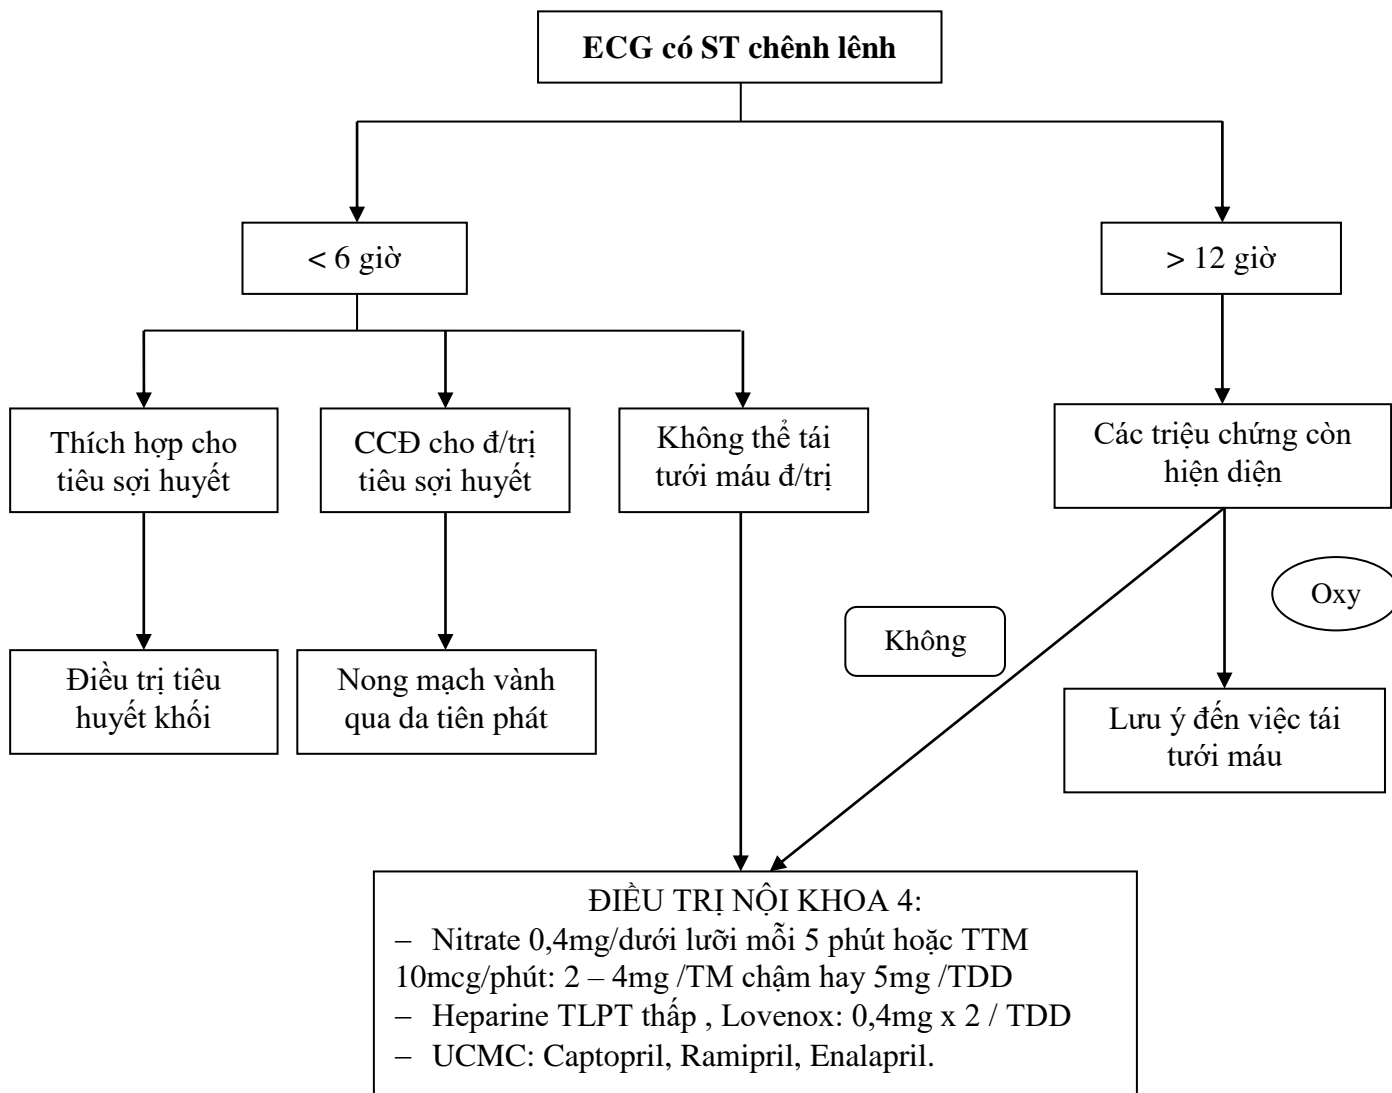 ECG có ST chênh lênh
< 6 giờ
> 12 giờ
Thích hợp cho
tiêu sợi huyết
CCĐ cho đ/trị
tiêu sợi huyết
Không thể tái
tưới máu đ/trị
Các triệu chứng còn
hiện diện
Oxy
Không
Điều trị tiêu
huyết khối
Nong mạch vành
qua da tiên phát
Lưu ý đến việc tái
tưới máu
ĐIỀU TRỊ NỘI KHOA 4:
– Nitrate 0,4mg/dưới lưỡi mỗi 5 phút hoặc TTM
10mcg/phút: 2 – 4mg /TM chậm hay 5mg /TDD
– Heparine TLPT thấp , Lovenox: 0,4mg x 2 / TDD
– UCMC: Captopril, Ramipril, Enalapril.